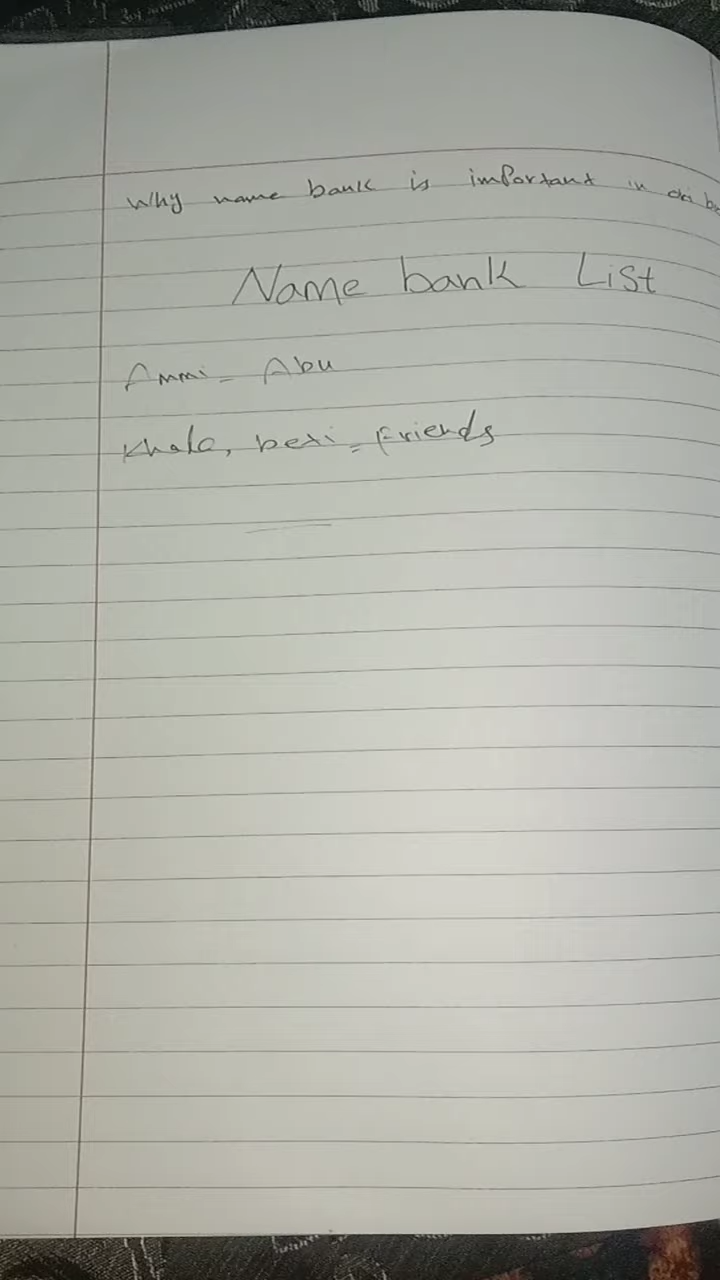 Why name bank is important in
Name bank List
Ammi - Abu
Khala, beti = friends